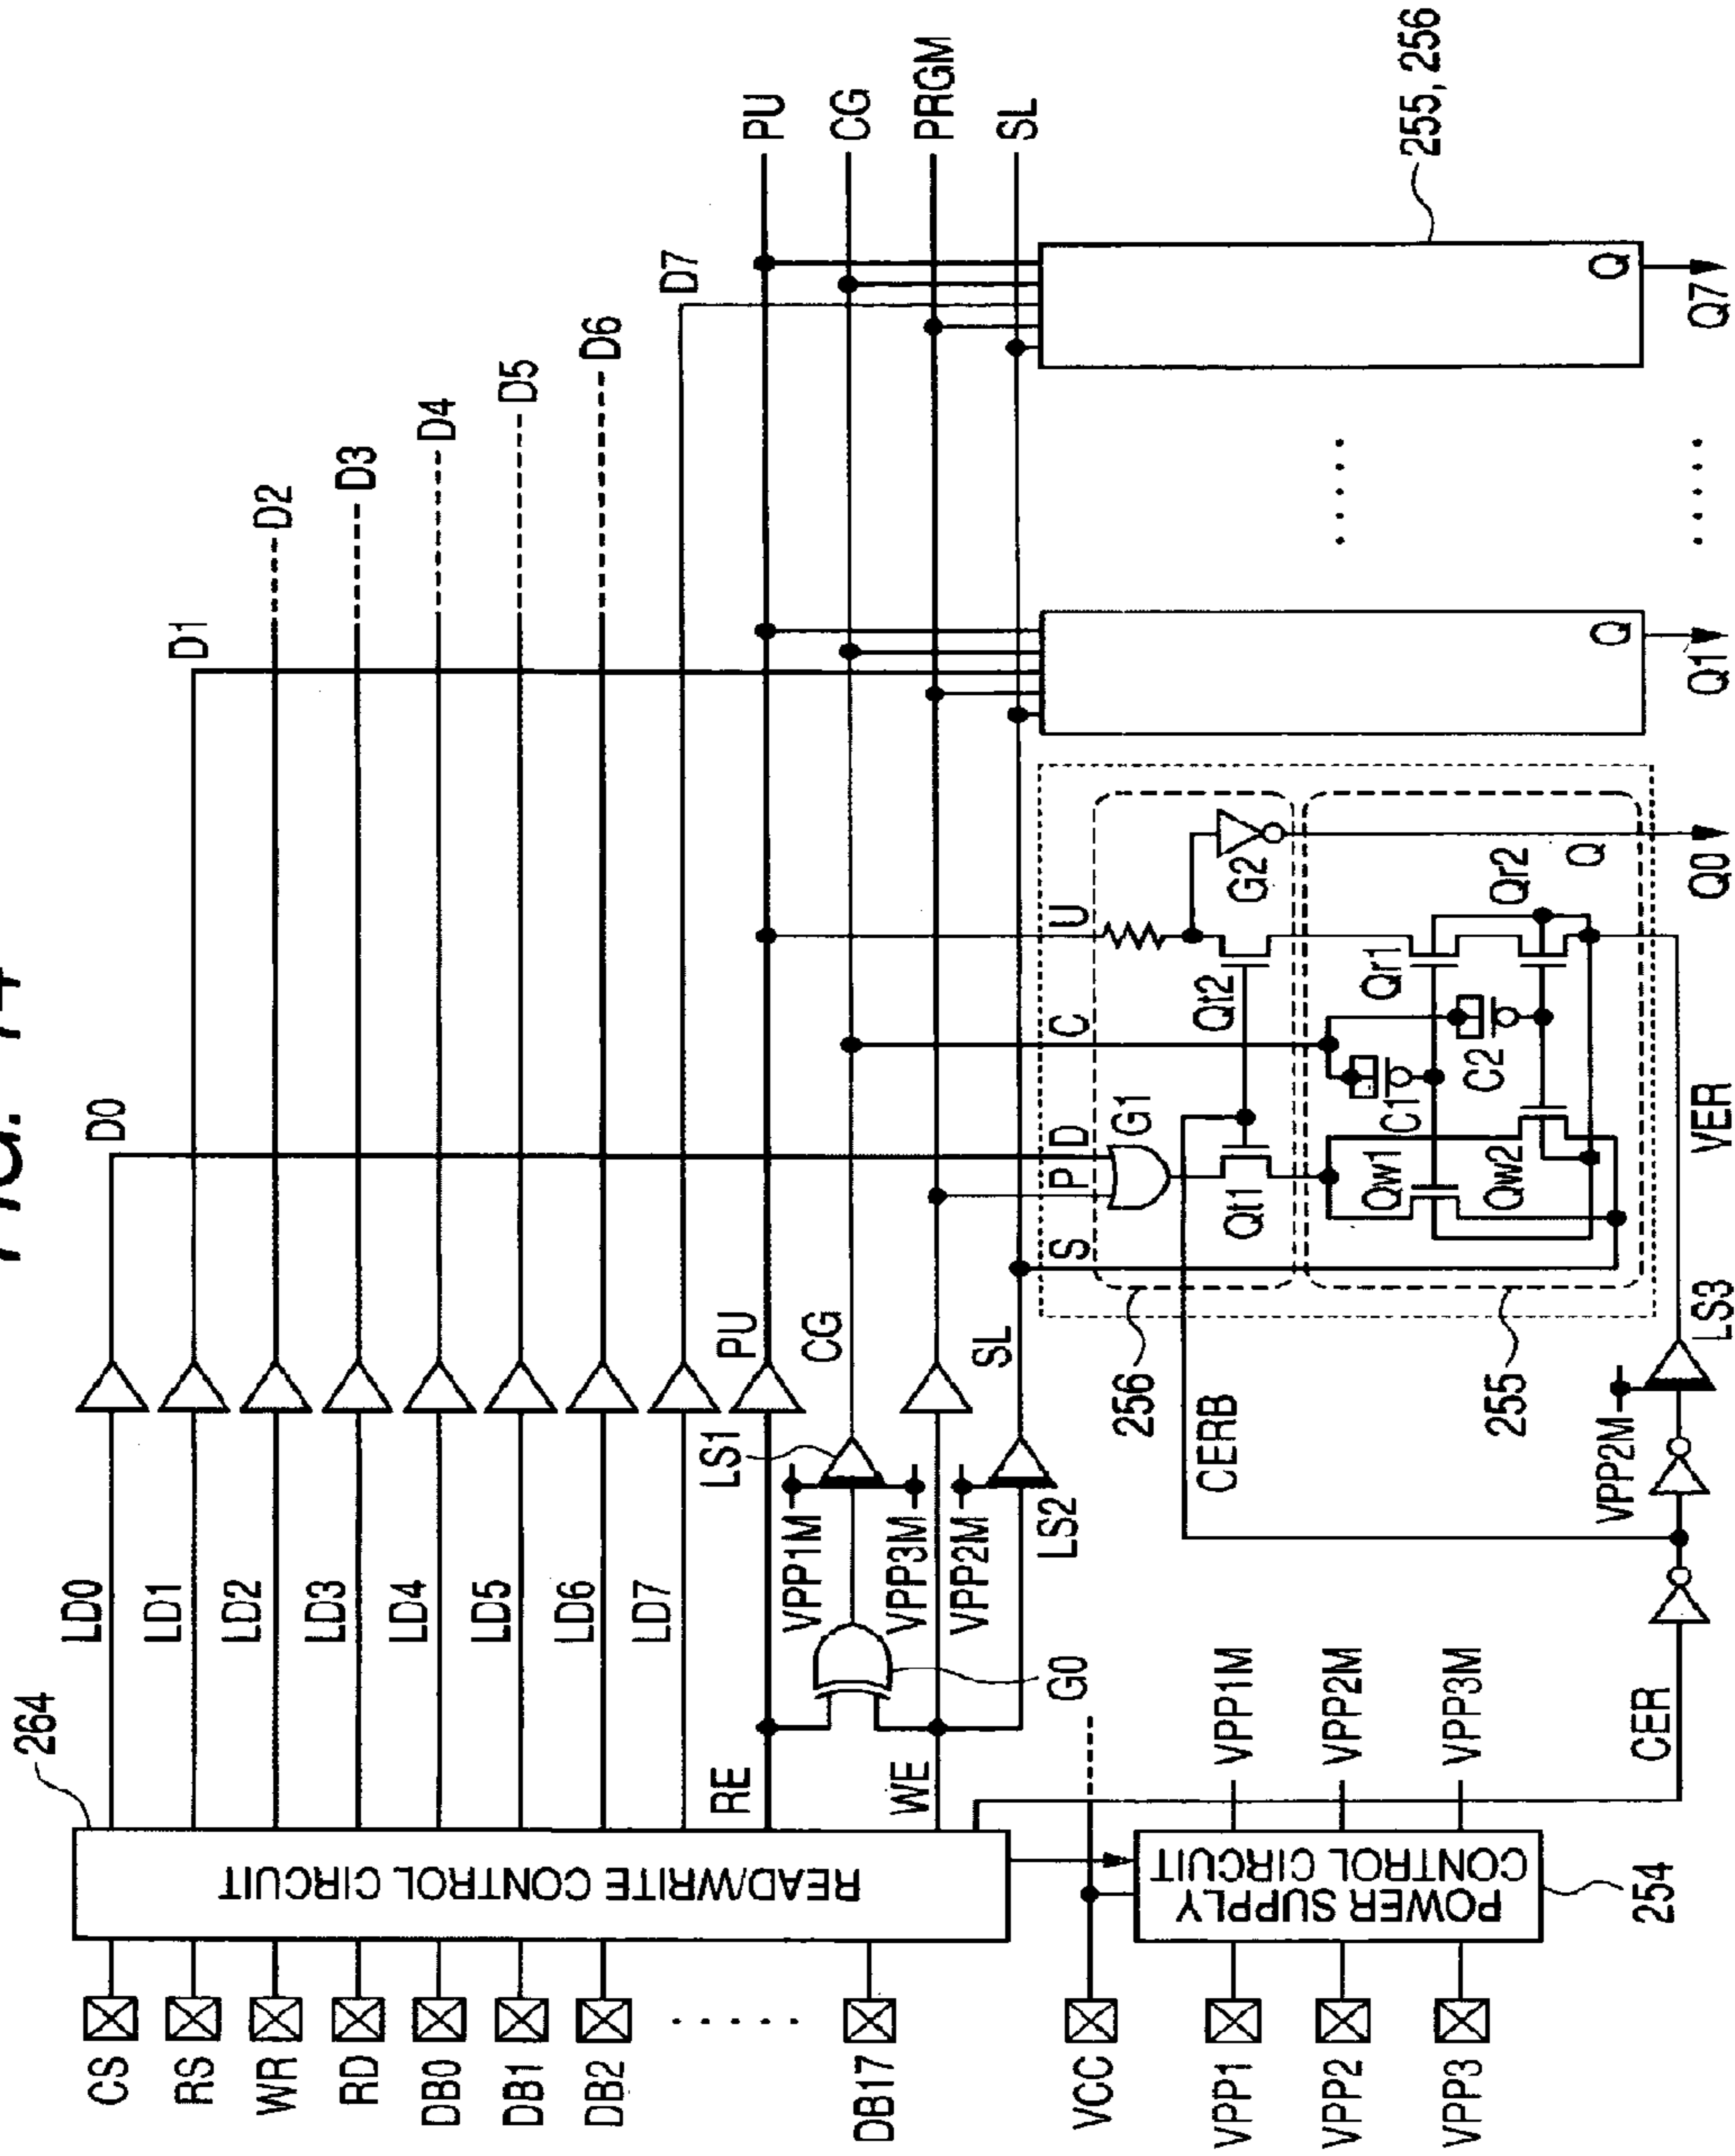 FIG. 14
264
CS
RS
WR
RD
DB0
DB1
DB2
DB17
VCC
VPP1
VPP2
VPP3
READ/WRITE CONTROL CIRCUIT
POWER SUPPLY
CONTROL CIRCUIT
254
LD0
LD1
LD2
LD3
LD4
LD5
LD6
LD7
RE
WE
G0
VPP1M
VPP2M
VPP3M
CER
VPP1M
VPP3M
VPP2M
LS1
LS2
PU
CG
SL
CERB
VPP2M
LS3
VER
256
255
D0
D1
D2
D3
D4
D5
D6
D7
PU
CG
PRGM
SL
S
P
D
C
U
G1
Qt1
Qt2
G2
Qw1
Qw2
C1
C2
Qr1
Qr2
Q
Q0
Q
Q1
Q
Q7
255, 256